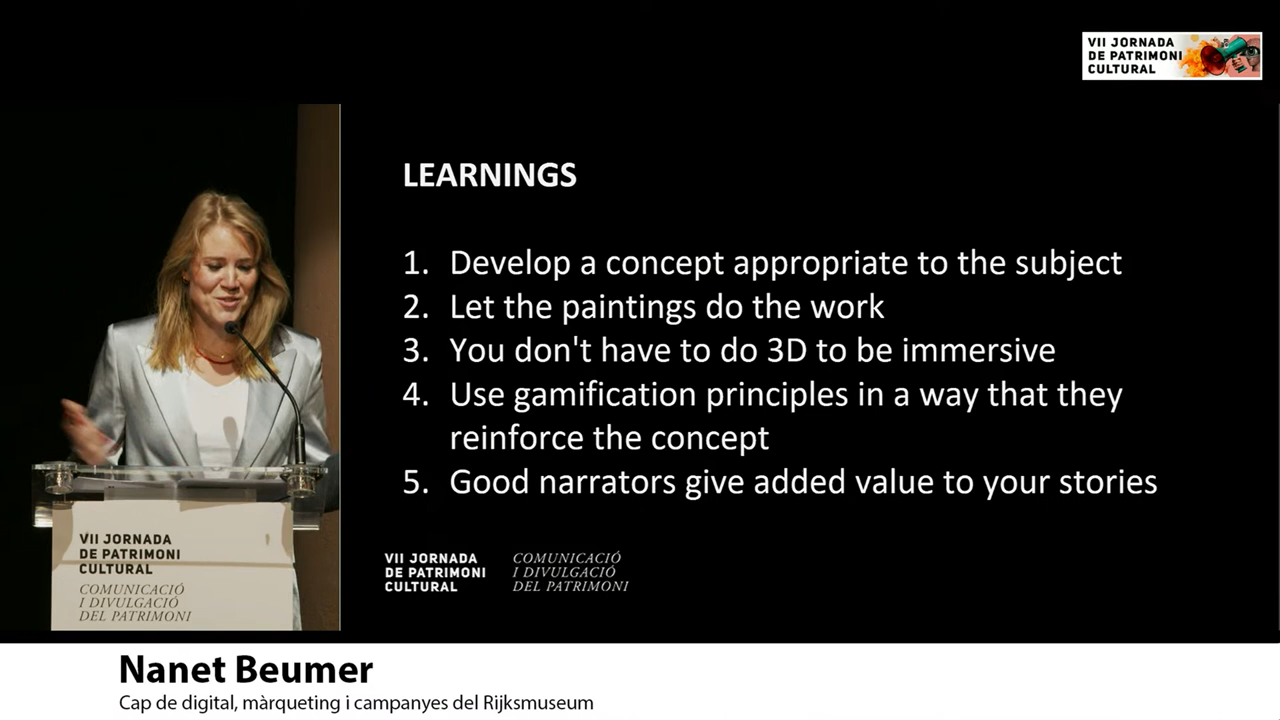 VII JORNADA
DE PATRIMONI
CULTURAL
LEARNINGS
1. Develop a concept appropriate to the subject
2. Let the paintings do the work
3. You don't have to do 3D to be immersive
4. Use gamification principles in a way that they
reinforce the concept
5. Good narrators give added value to your stories
VII JORNADA
DE PATRIMONI
CULTURAL
COMUNICACIÓ
I DIVULGACIÓ
DEL PATRIMONI
VII JORNADA
DE PATRIMONI
CULTURAL
COMUNICACIÓ
I DIVULGACIÓ
DEL PATRIMONI
Nanet Beumer
Cap de digital, màrqueting i campanyes del Rijksmuseum